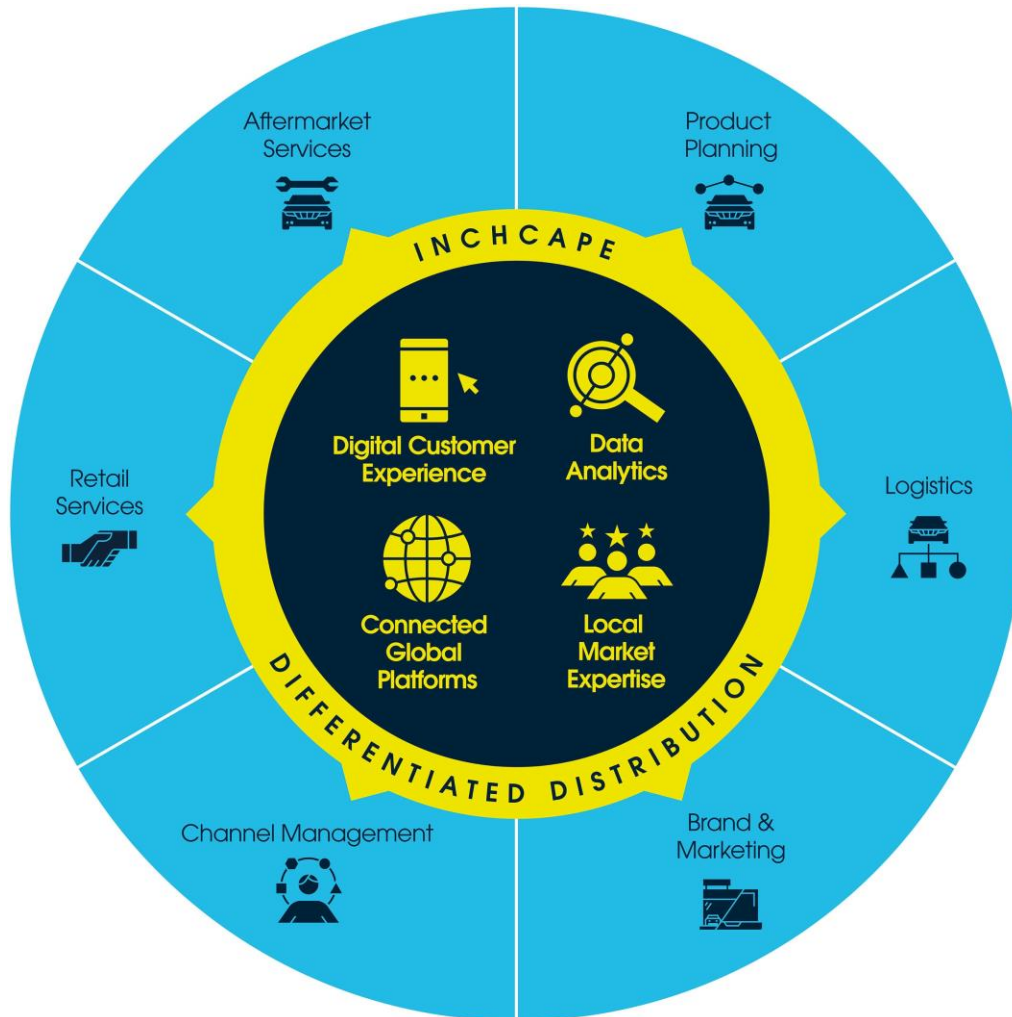 Aftermarket
Services
Product
Planning
INCHCAPE
Digital Customer
Experience
Data
Analytics
Retail
Services
Logistics
Connected
Global
Platforms
Local
Market
Expertise
DIFFERENTIATED DISTRIBUTION
Channel Management
Brand &
Marketing